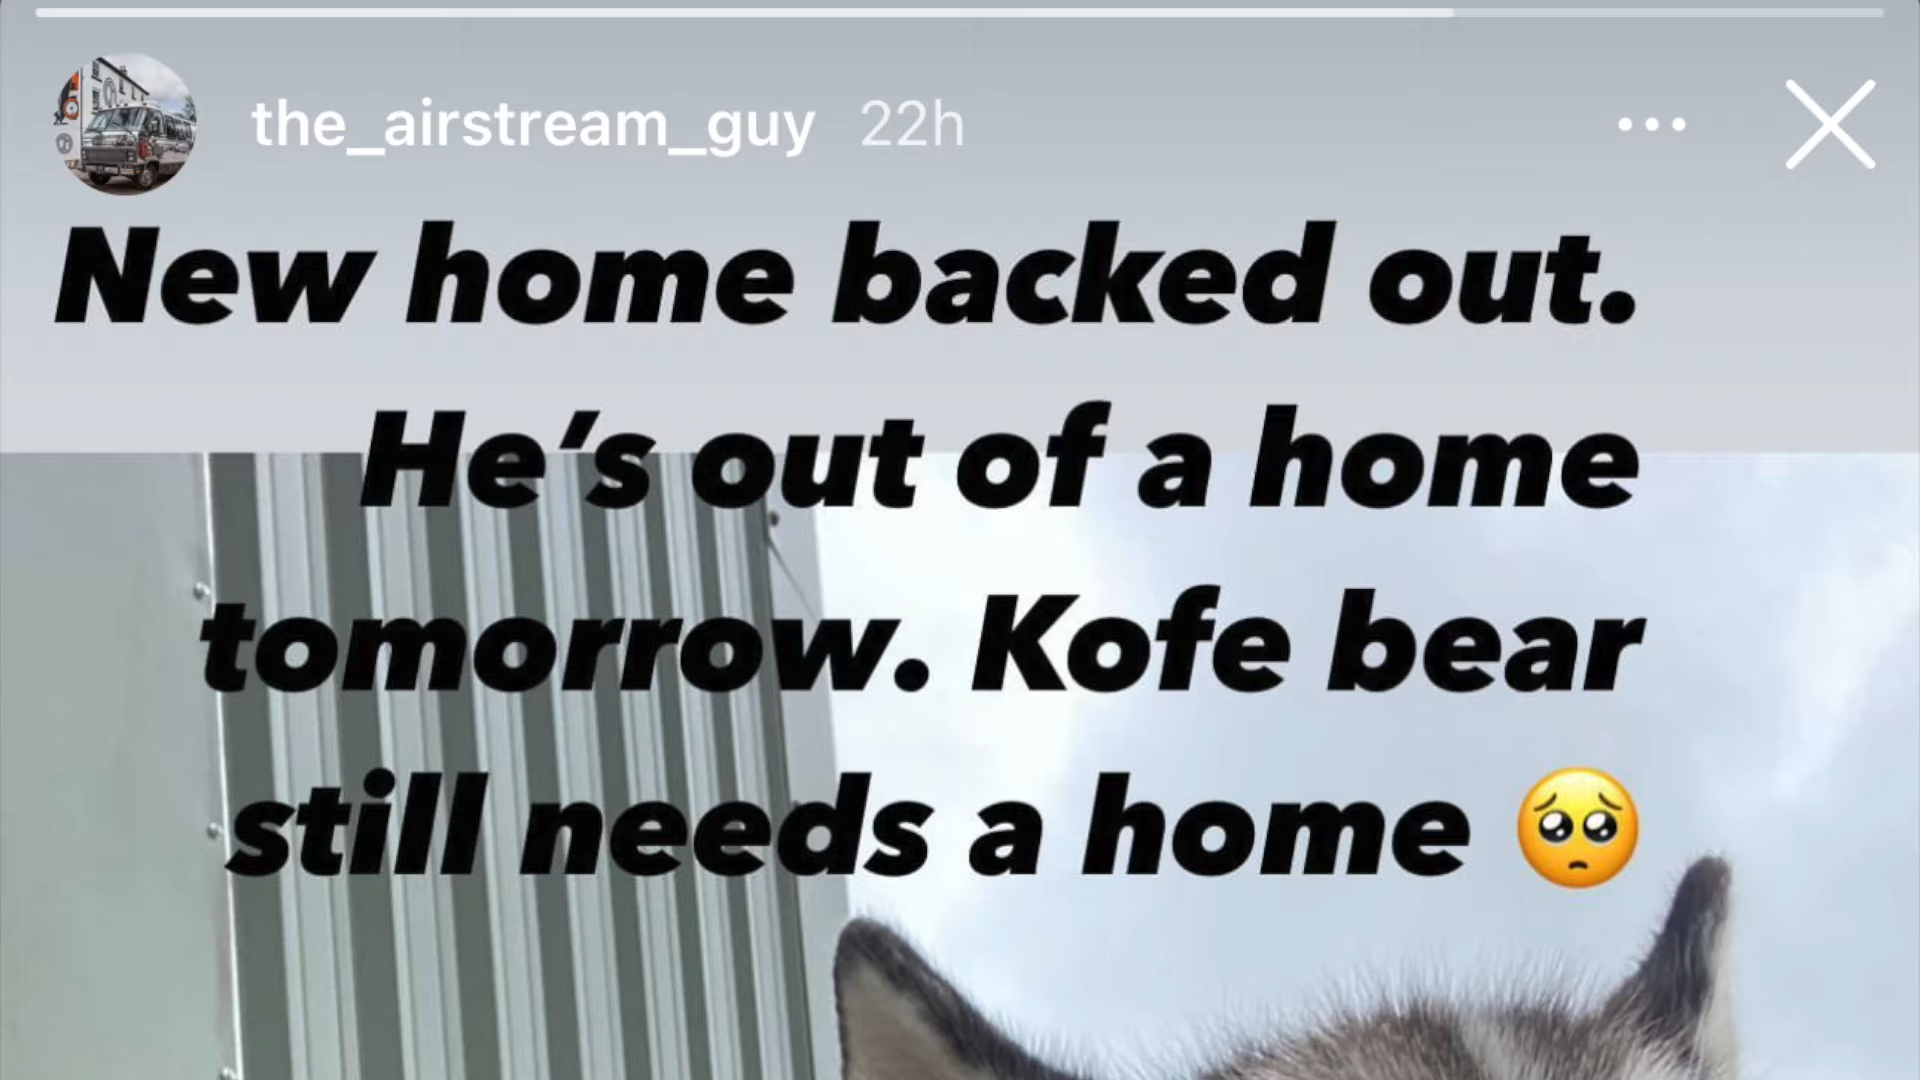 the_airstream_guy 22h
New home backed out.
He’s out of a home
tomorrow. Kofe bear
still needs a home 🥺